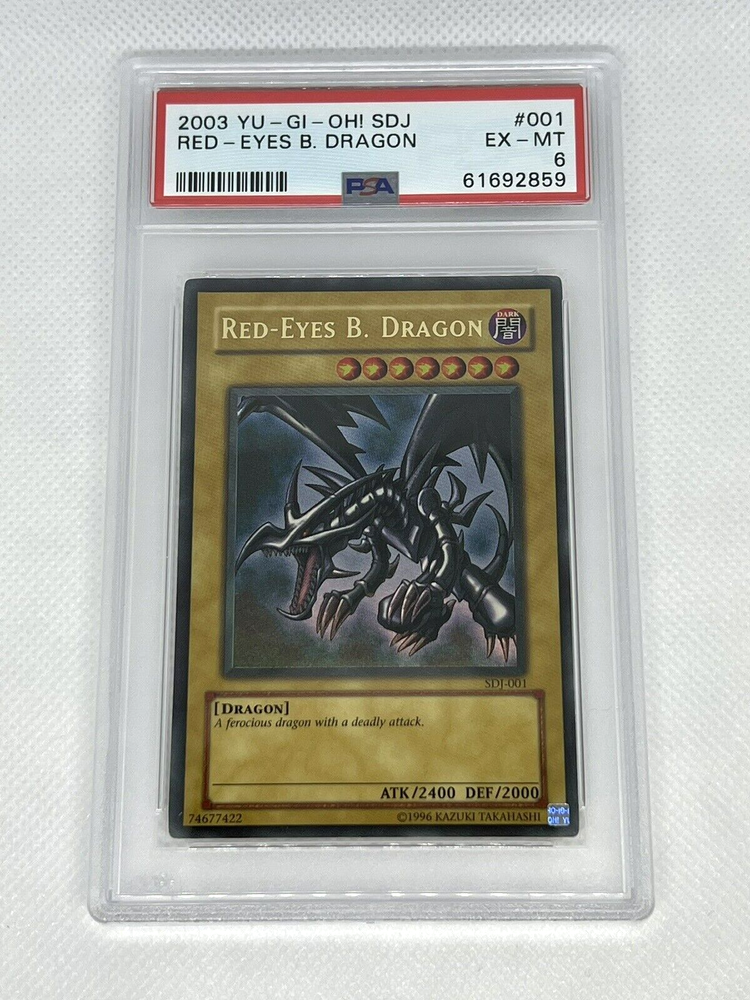 2003 YU-GI-OH! SDJ #001
RED-EYES B. DRAGON EX-MT
6
PSA 61692859
RED-EYES B. DRAGON DARK 闇
SDJ-001
[DRAGON]
A ferocious dragon with a deadly attack.
ATK/2400 DEF/2000
74677422 ©1996 KAZUKI TAKAHASHI